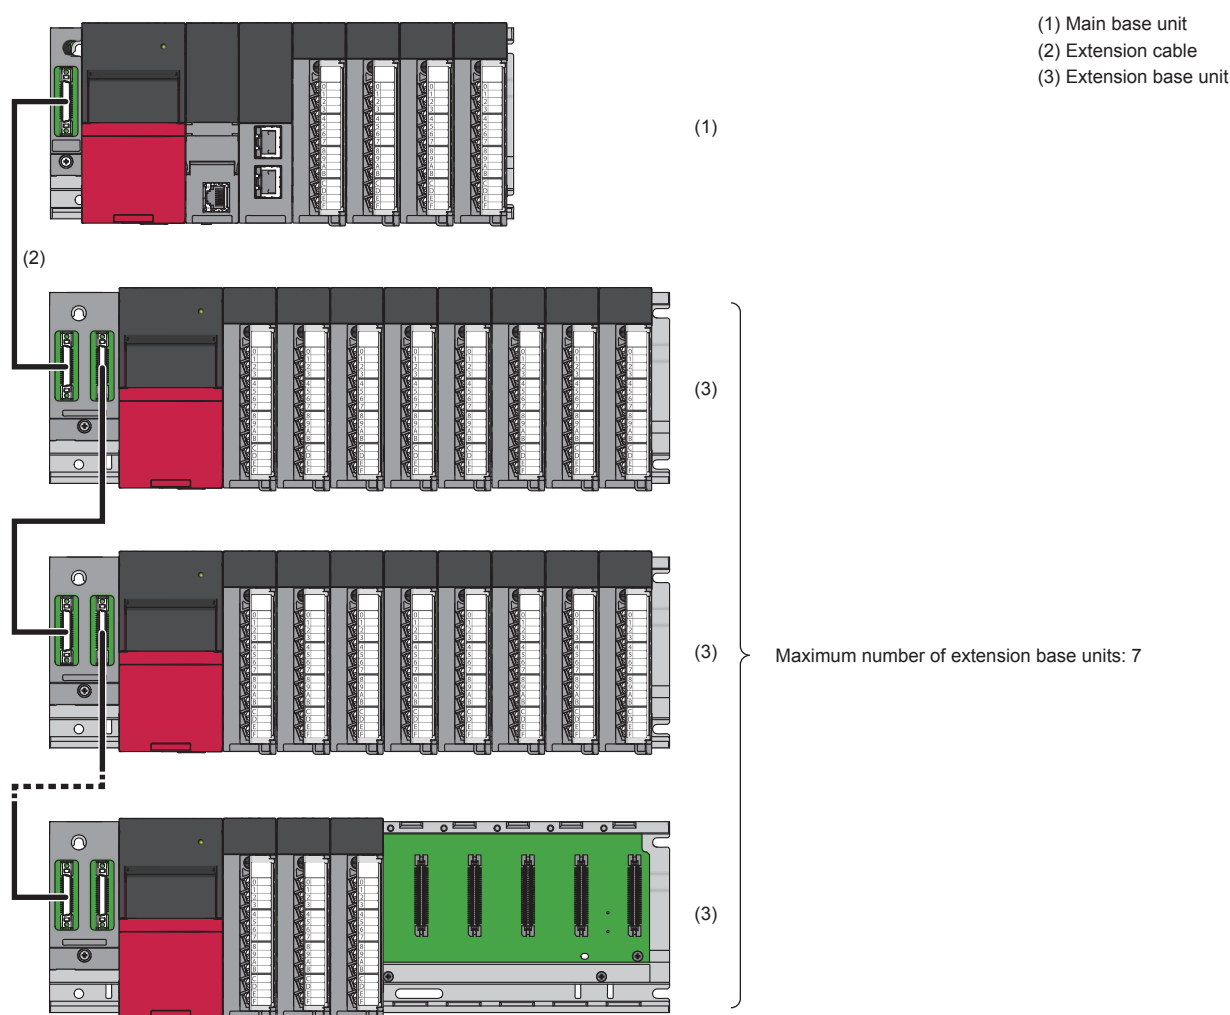 (1) Main base unit
(2) Extension cable
(3) Extension base unit
(1)
(2)
(3)
(3)
Maximum number of extension base units: 7
(3)